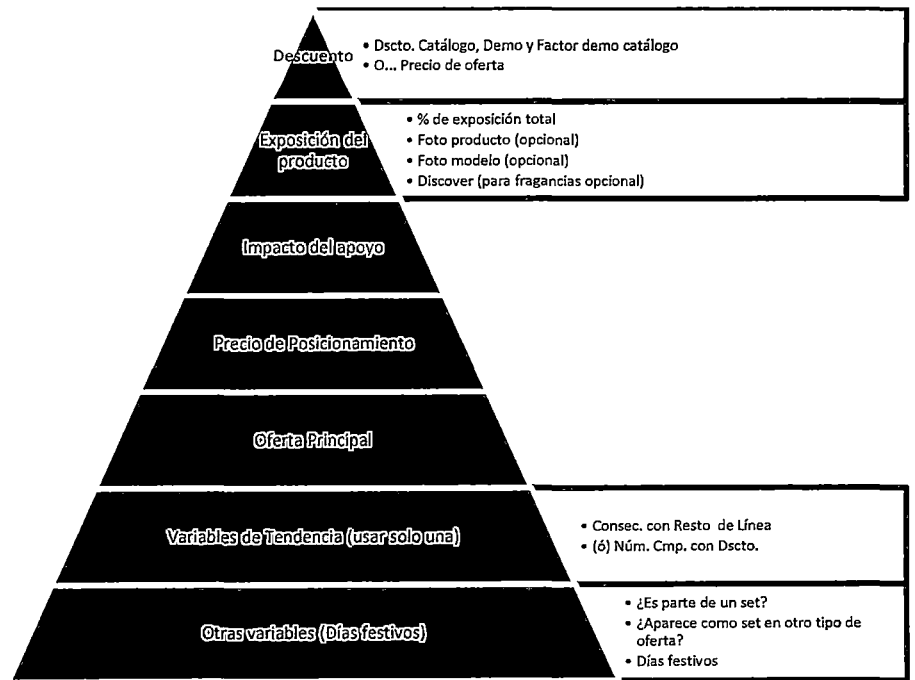 Descuento
• Dscto. Catálogo, Demo y Factor demo catálogo
• O... Precio de oferta
Exposición del
producto
• % de exposición total
• Foto producto (opcional)
• Foto modelo (opcional)
• Discover (para fragancias opcional)
Impacto del apoyo
Precio de Posicionamiento
Oferta Principal
Variables de Tendencia (usar solo una)
• Consec. con Resto de Línea
• (ó) Núm. Cmp. con Dscto.
Otras variables (Días festivos)
• ¿Es parte de un set?
• ¿Aparece como set en otro tipo de
oferta?
• Días festivos